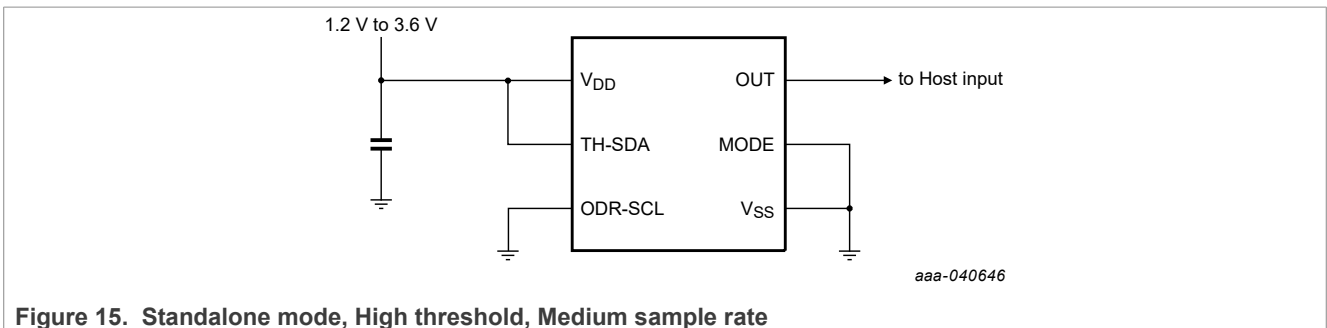 1.2 V to 3.6 V
VDD
OUT
to Host input
TH-SDA
MODE
ODR-SCL
VSS
aaa-040646
Figure 15. Standalone mode, High threshold, Medium sample rate